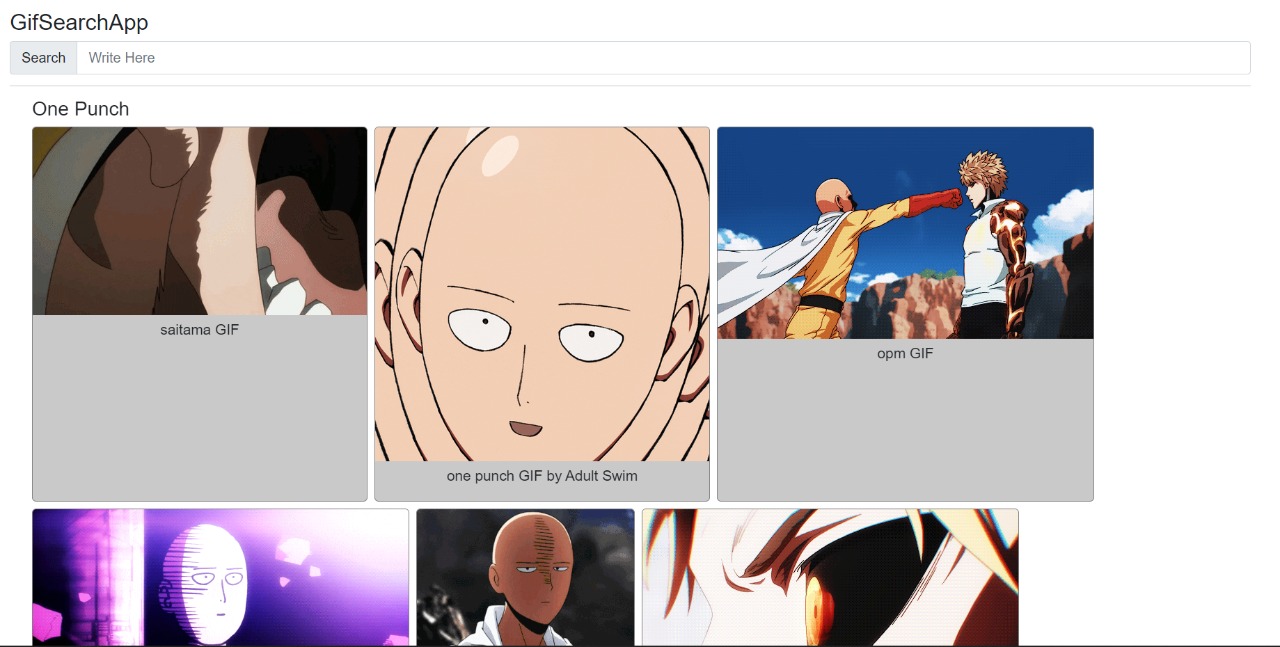 GifSearchApp
Search Write Here
One Punch
saitama GIF
one punch GIF by Adult Swim
opm GIF